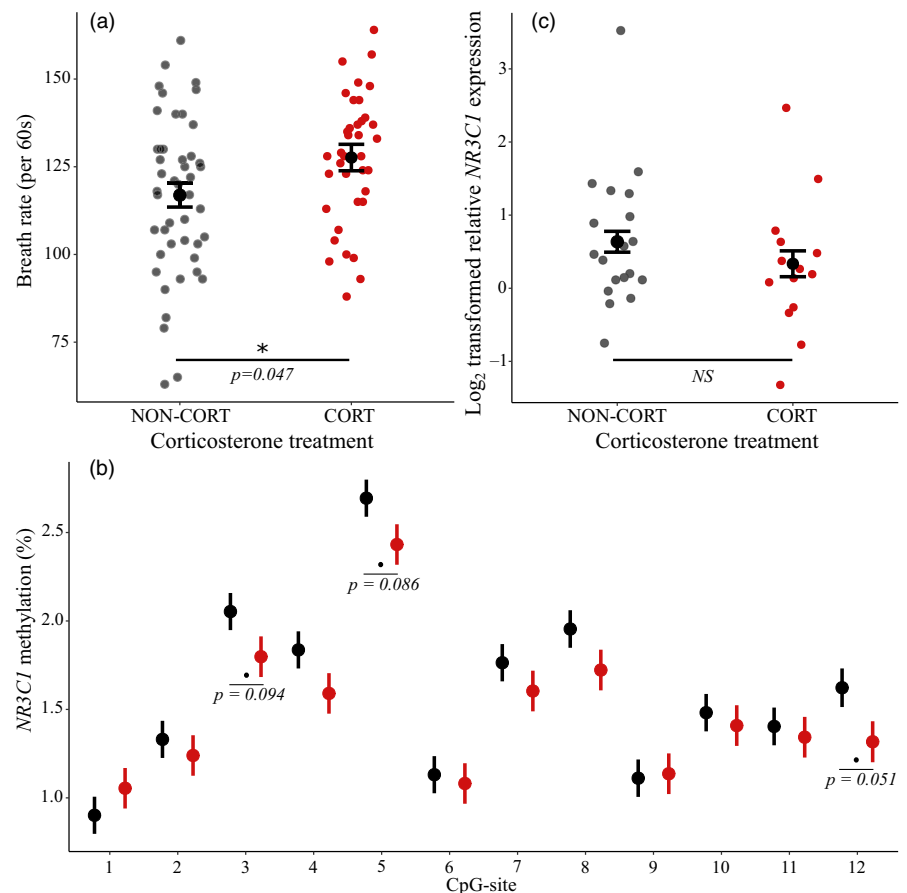 (a)
Breath rate (per 60s)
150
125
100
75
*
p=0.047
NON-CORT CORT
Corticosterone treatment
(c)
Log₂ transformed relative NR3C1 expression
3
2
1
0
−1
NS
NON-CORT CORT
Corticosterone treatment
(b)
NR3C1 methylation (%)
2.5
2.0
1.5
1.0
p = 0.094
p = 0.086
p = 0.051
1 2 3 4 5 6 7 8 9 10 11 12
CpG-site